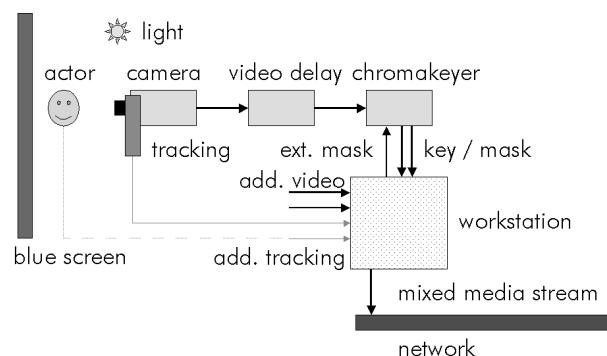 light
actor
camera
video delay
chromakeyer
tracking
ext. mask
key / mask
add. video
workstation
blue screen
add. tracking
mixed media stream
network